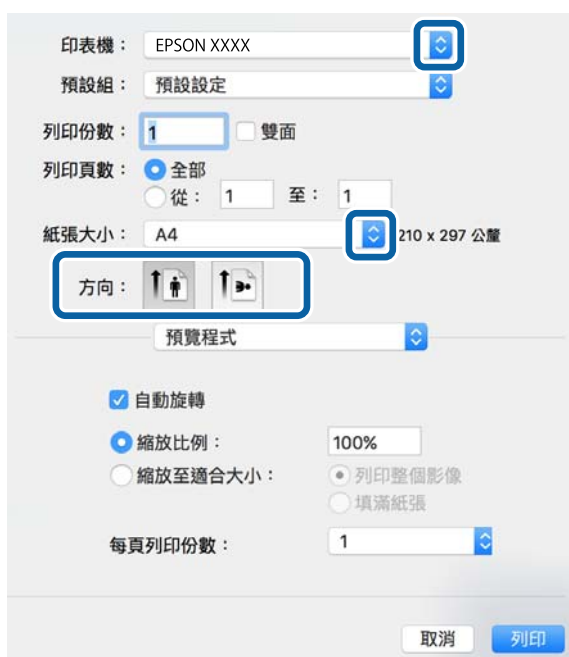 印表機： EPSON XXXX
預設組： 預設設定
列印份數： 1 雙面
列印頁數： 全部
從： 1 至： 1
紙張大小： A4 210 x 297 公釐
方向：
預覽程式
自動旋轉
縮放比例： 100%
縮放至適合大小： 列印整個影像
填滿紙張
每頁列印份數： 1
取消 列印